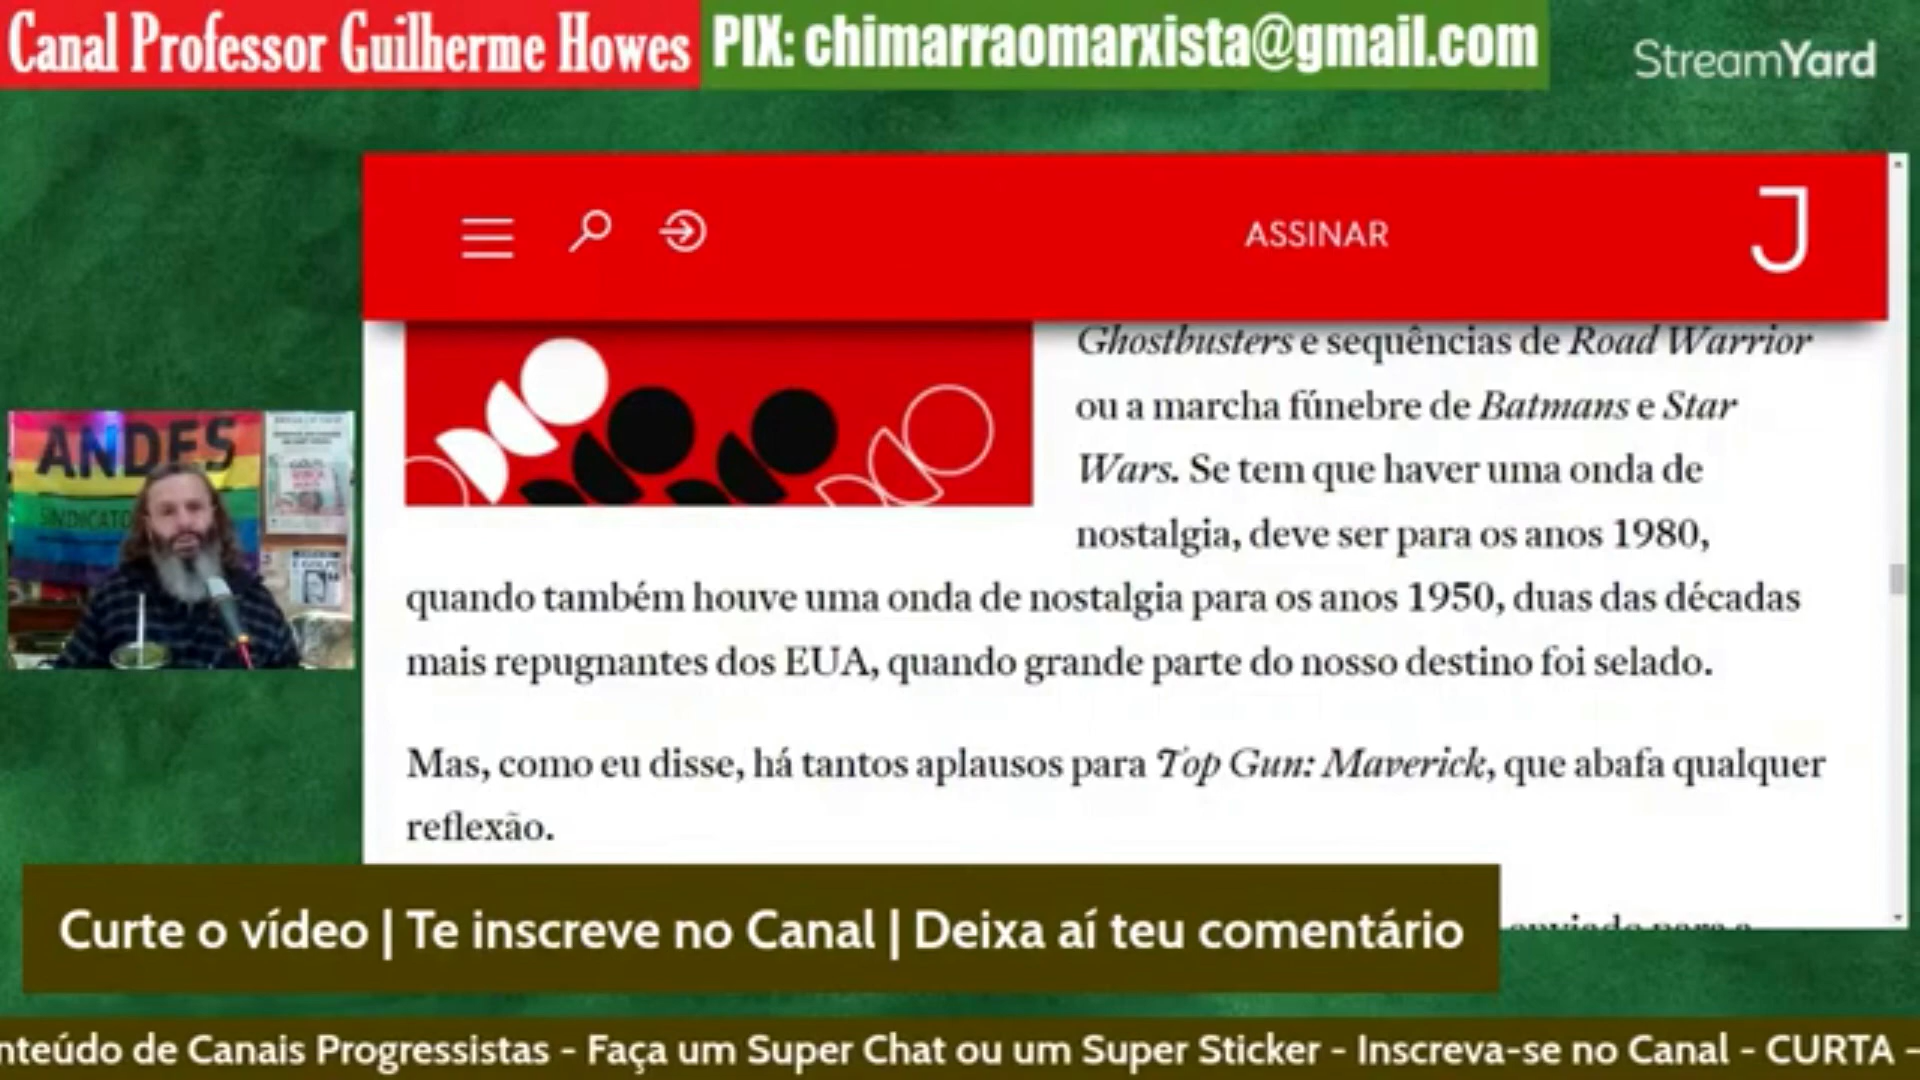 Canal Professor Guilherme Howes
PIX: chimarraomarxista@gmail.com
StreamYard
ASSINAR
J
Ghostbusters e sequências de Road Warrior
ou a marcha fúnebre de Batmans e Star
Wars. Se tem que haver uma onda de
nostalgia, deve ser para os anos 1980,
quando também houve uma onda de nostalgia para os anos 1950, duas das décadas
mais repugnantes dos EUA, quando grande parte do nosso destino foi selado.
Mas, como eu disse, há tantos aplausos para Top Gun: Maverick, que abafa qualquer
reflexão.
ANDES
SINDICATO
Curte o vídeo | Te inscreve no Canal | Deixa aí teu comentário
enviado para a
nteúdo de Canais Progressistas - Faça um Super Chat ou um Super Sticker - Inscreva-se no Canal - CURTA -